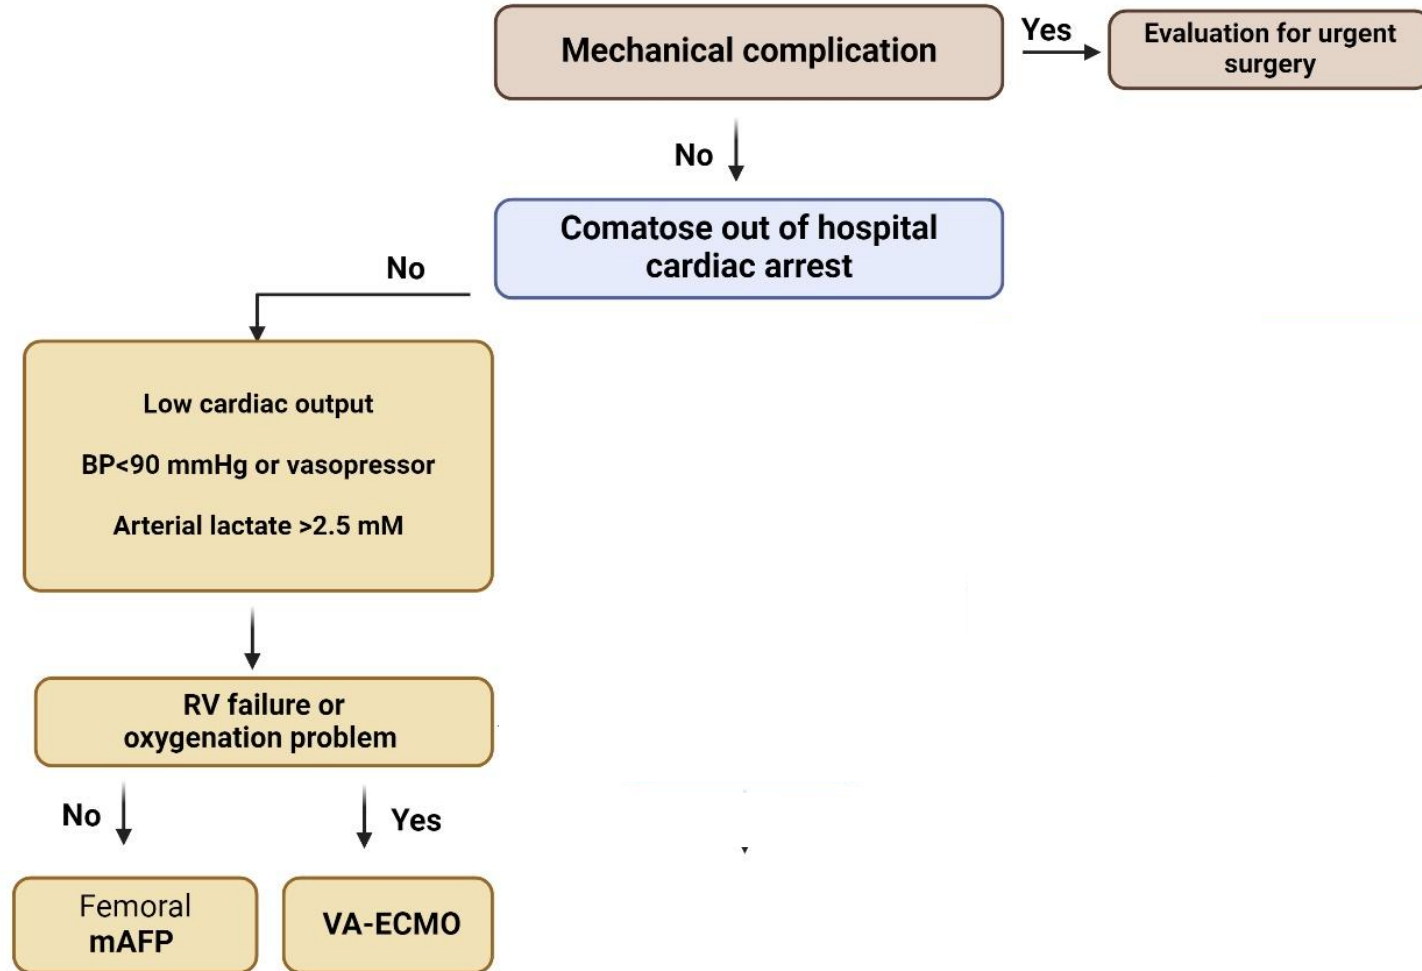 Mechanical complication
Yes
Evaluation for urgent
surgery
No
Comatose out of hospital
cardiac arrest
No
Low cardiac output
BP<90 mmHg or vasopressor
Arterial lactate >2.5 mM
RV failure or
oxygenation problem
No
Yes
Femoral
mAFP
VA-ECMO